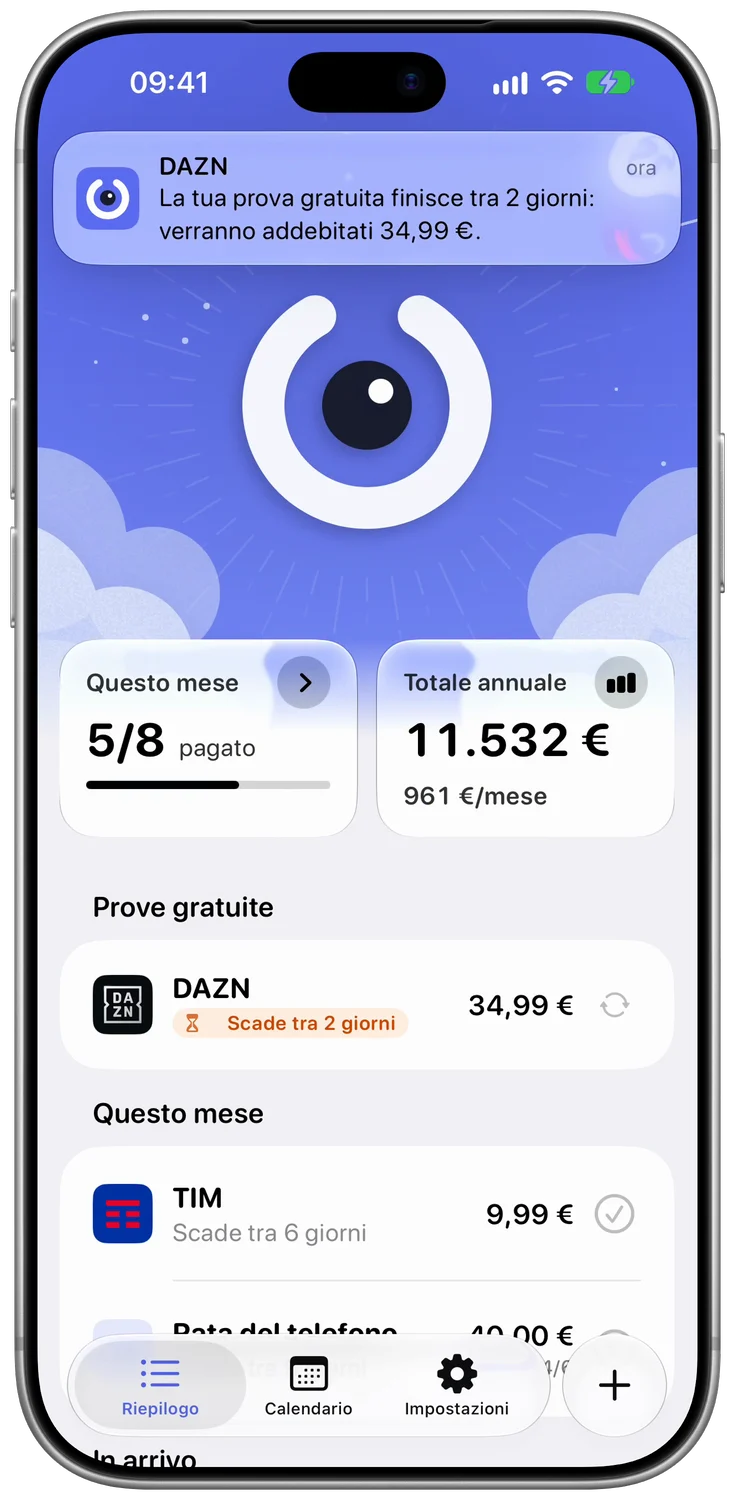 09:41
DAZN
ora
La tua prova gratuita finisce tra 2 giorni:
verranno addebitati 34,99 €.
Questo mese
5/8 pagato
Totale annuale
11.532 €
961 €/mese
Prove gratuite
DA
ZN
DAZN
34,99 €
Scade tra 2 giorni
Questo mese
TIM
9,99 €
Scade tra 6 giorni
Rata del telefono
40,00 €
Riepilogo
Calendario
Impostazioni
In arrivo